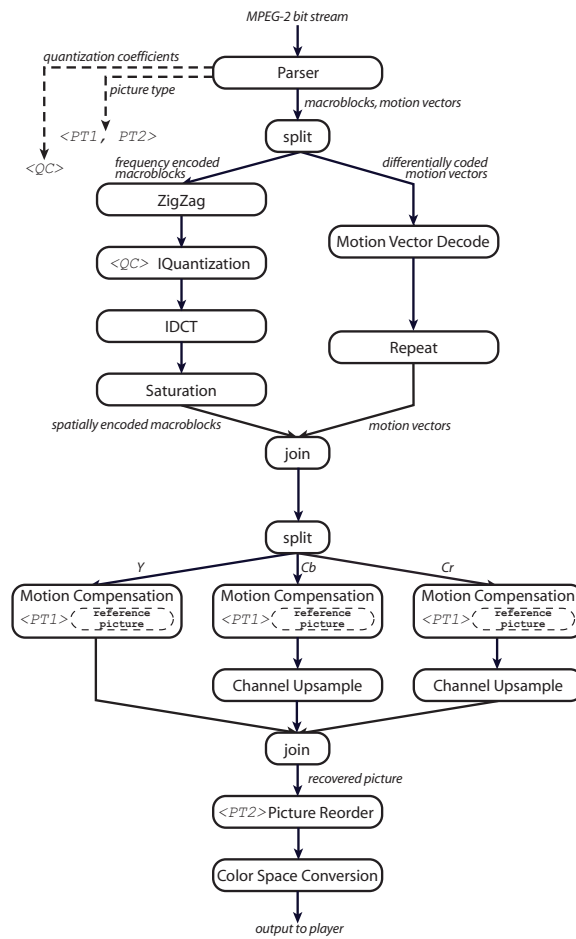 MPEG-2 bit stream
quantization coefficients
Parser
picture type
macroblocks, motion vectors
<PT1, PT2>
split
<QC>
frequency encoded
macroblocks
differentially coded
motion vectors
ZigZag
Motion Vector Decode
<QC> IQuantization
IDCT
Repeat
Saturation
spatially encoded macroblocks
motion vectors
join
split
Y
Cb
Cr
Motion Compensation
<PT1> reference
picture
Motion Compensation
<PT1> reference
picture
Motion Compensation
<PT1> reference
picture
Channel Upsample
Channel Upsample
join
recovered picture
<PT2> Picture Reorder
Color Space Conversion
output to player